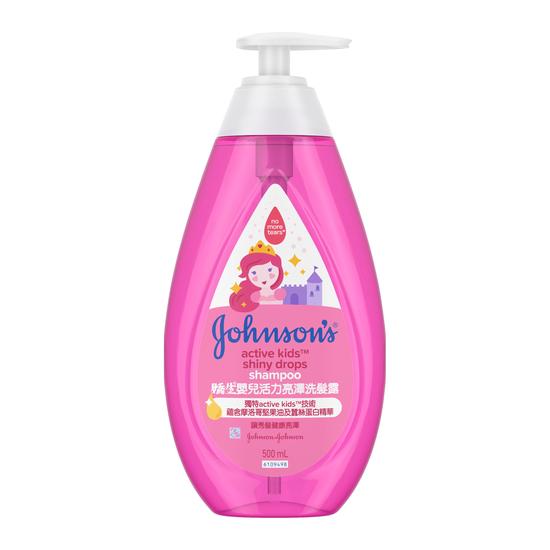 no
more
tears*
Johnson's®
active kids™
shiny drops
shampoo
嬌生嬰兒活力亮澤洗髮露
獨特active kids™技術
蘊含摩洛哥堅果油及蠶絲蛋白精華
讓秀髮健康亮澤
Johnson & Johnson
500 mL
6109498